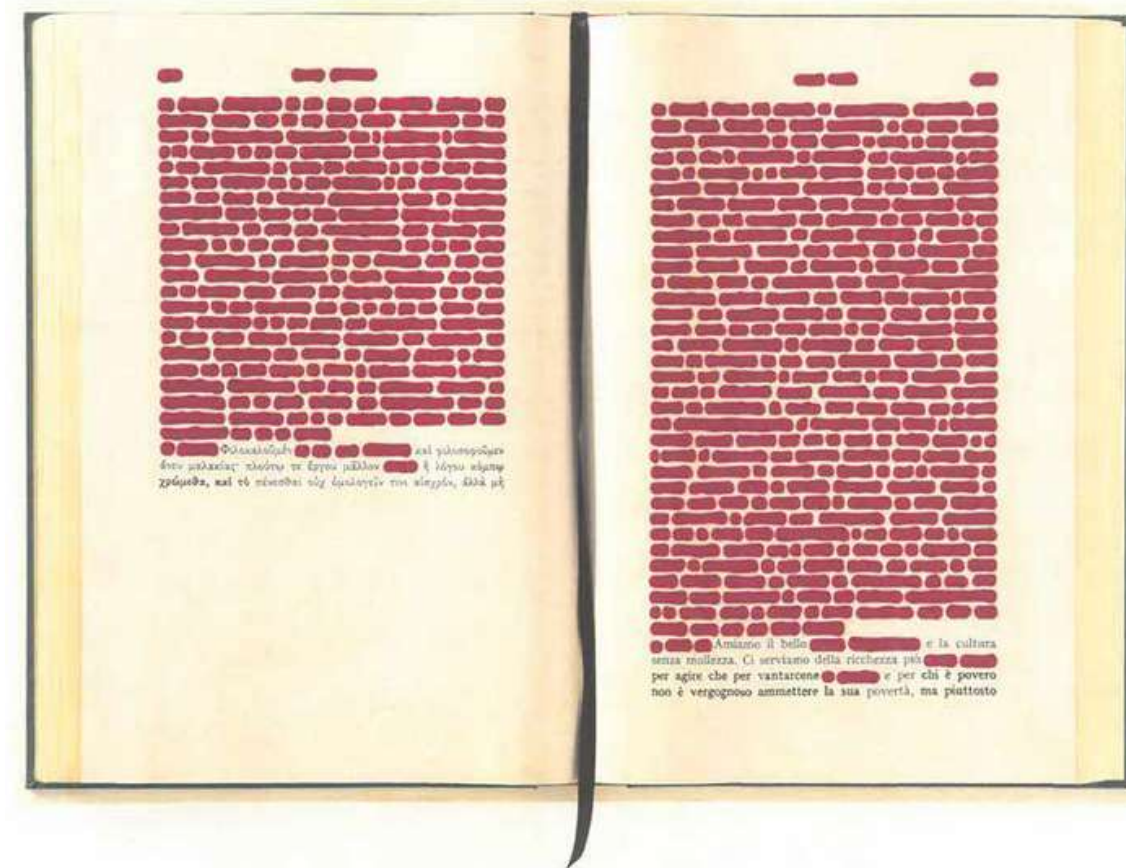 Φιλοκαλοῦμέν καὶ φιλοσοφοῦμεν
ἄνευ μαλακίας· πλούτῳ τε ἔργου μᾶλλον ἢ λόγου κόμπῳ
χρώμεθα, καὶ τὸ πένεσθαι οὐχ ὁμολογεῖν τινι αἰσχρόν, ἀλλὰ μὴ
Amiamo il bello e la cultura
senza mollezza. Ci serviamo della ricchezza più
per agire che per vantarcene e per chi è povero
non è vergognoso ammettere la sua povertà, ma piuttosto